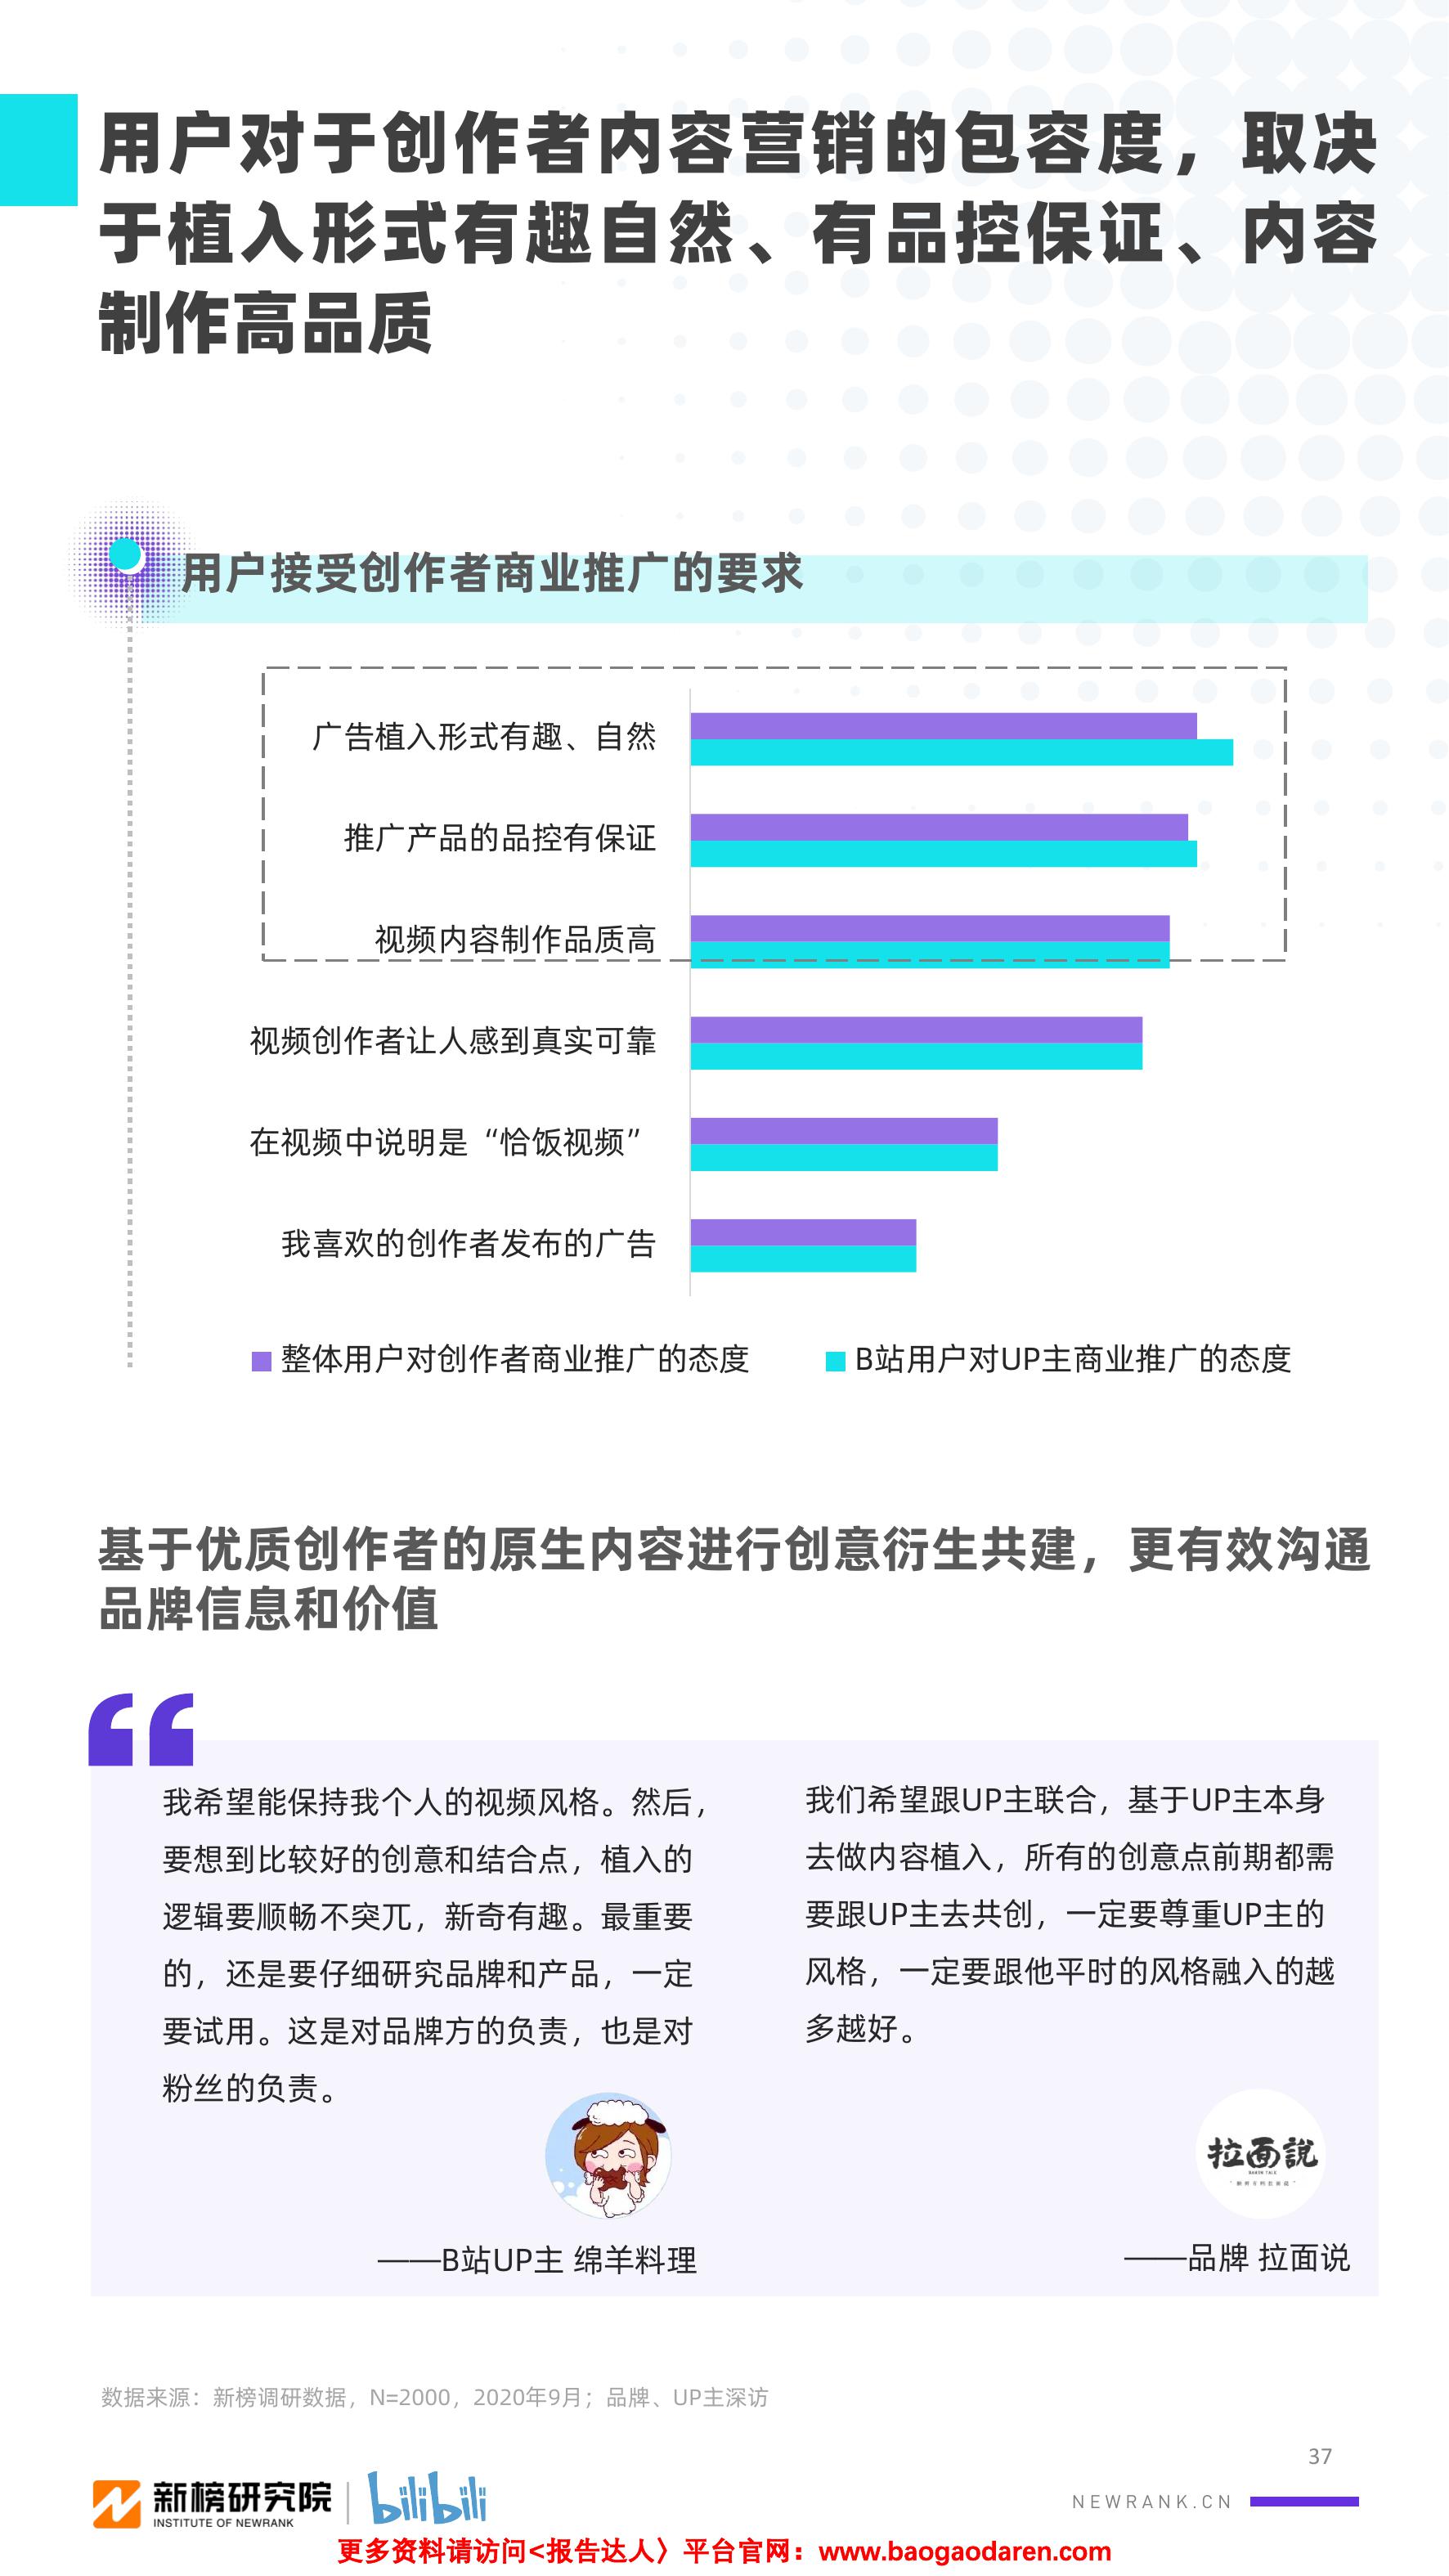 用户对于创作者内容营销的包容度，取决
于植入形式有趣自然、有品控保证、内容
制作高品质
用户接受创作者商业推广的要求
广告植入形式有趣、自然
推广产品的品控有保证
视频内容制作品质高
视频创作者让人感到真实可靠
在视频中说明是“恰饭视频”
我喜欢的创作者发布的广告
整体用户对创作者商业推广的态度
B站用户对UP主商业推广的态度
基于优质创作者的原生内容进行创意衍生共建，更有效沟通
品牌信息和价值
我希望能保持我个人的视频风格。然后，
要想到比较好的创意和结合点，植入的
逻辑要顺畅不突兀，新奇有趣。最重要
的，还是要仔细研究品牌和产品，一定
要试用。这是对品牌方的负责，也是对
粉丝的负责。
——B站UP主 绵羊料理
我们希望跟UP主联合，基于UP主本身
去做内容植入，所有的创意点前期都需
要跟UP主去共创，一定要尊重UP主的
风格，一定要跟他平时的风格融入的越
多越好。
拉面説
——品牌 拉面说
数据来源：新榜调研数据，N=2000，2020年9月；品牌、UP主深访
37
新榜研究院
INSTITUTE OF NEWRANK
bilibili
NEWRANK.CN
更多资料请访问<报告达人〉平台官网：www.baogaodaren.com